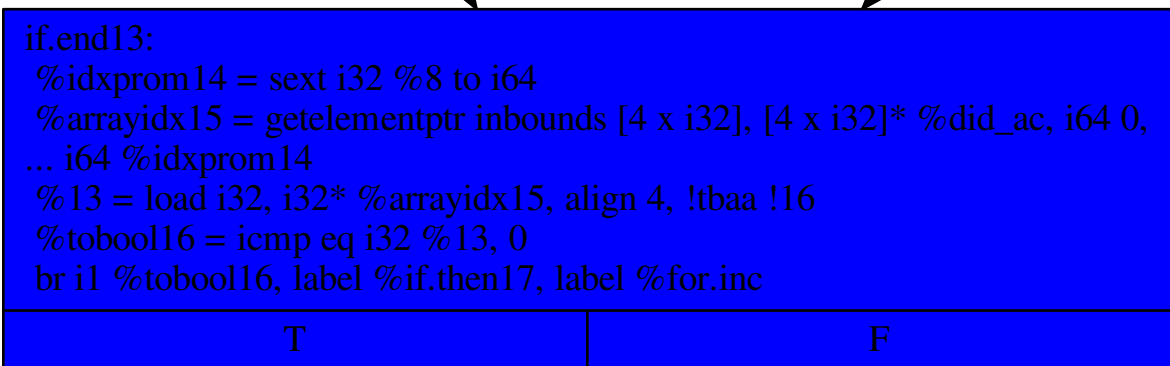 if.end13:
%idxprom14 = sext i32 %8 to i64
%arrayidx15 = getelementptr inbounds [4 x i32], [4 x i32]* %did_ac, i64 0,
... i64 %idxprom14
%13 = load i32, i32* %arrayidx15, align 4, !tbaa !16
%tobool16 = icmp eq i32 %13, 0
br i1 %tobool16, label %if.then17, label %for.inc
T F